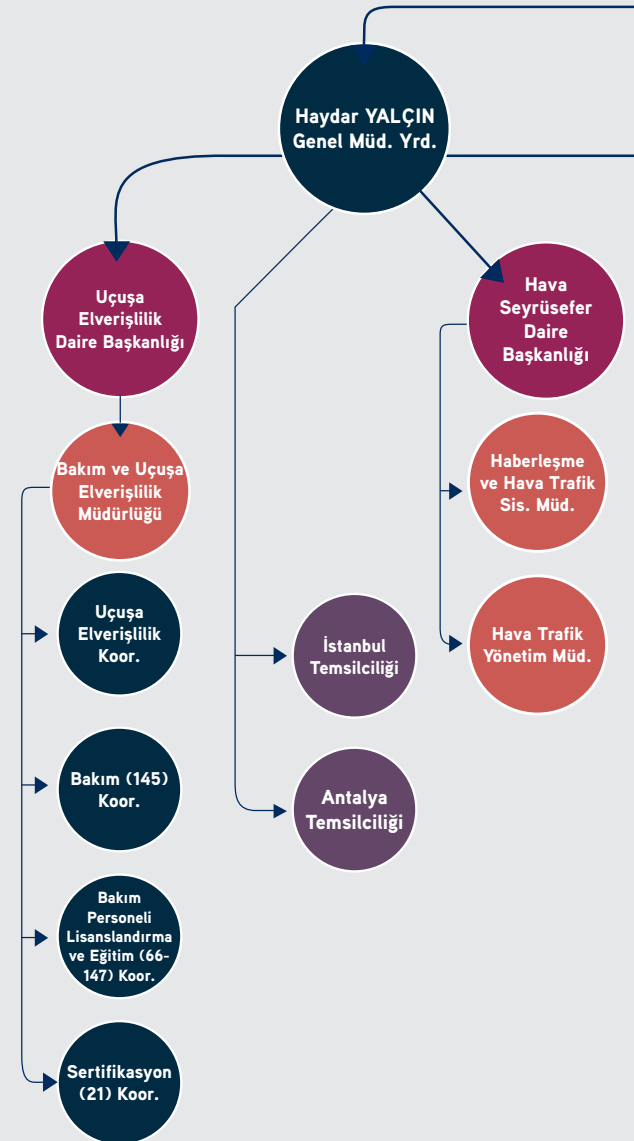 Haydar YALÇIN
Genel Müd. Yrd.
Uçuşa
Elverişlilik
Daire Başkanlığı
Bakım ve Uçuşa
Elverişlilik
Müdürlüğü
Uçuşa
Elverişlilik
Koor.
Bakım (145)
Koor.
Bakım
Personeli
Lisanslandırma
ve Eğitim (66-
147) Koor.
Sertifikasyon
(21) Koor.
İstanbul
Temsilciliği
Antalya
Temsilciliği
Hava
Seyrüsefer
Daire
Başkanlığı
Haberleşme
ve Hava Trafik
Sis. Müd.
Hava Trafik
Yönetim Müd.